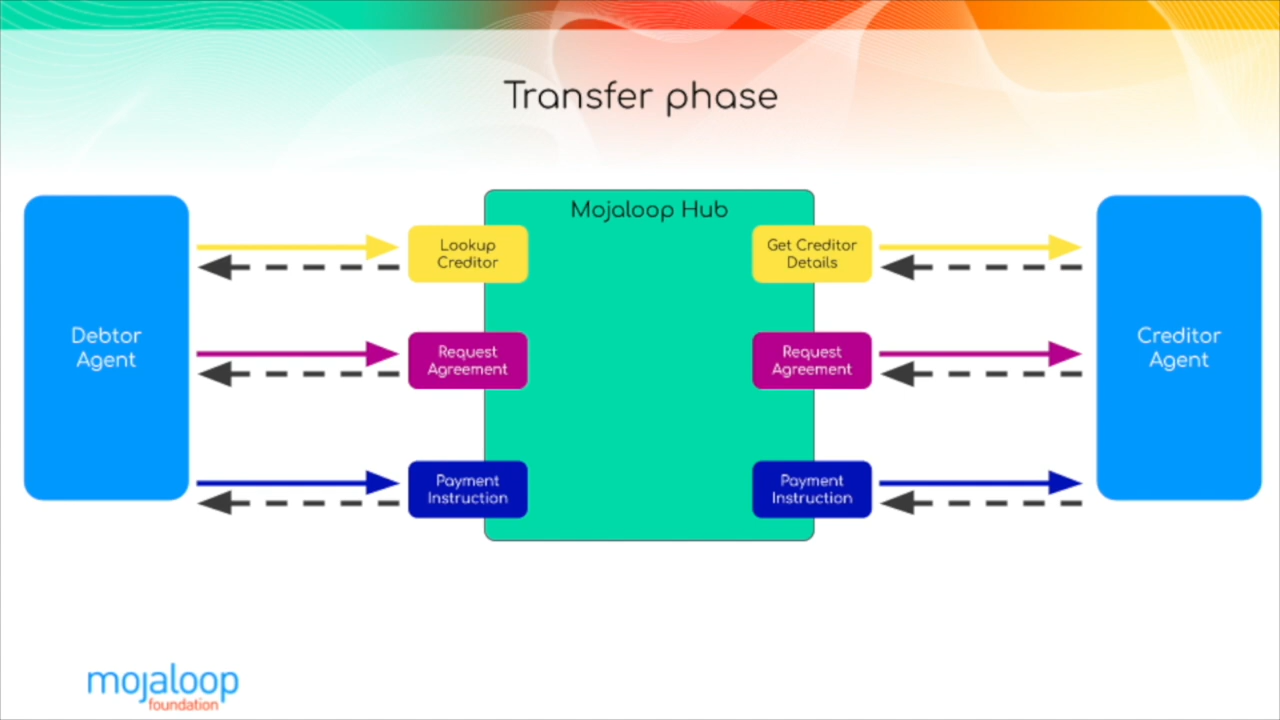 Transfer phase
Mojaloop Hub
Lookup
Creditor
Get Creditor
Details
Debtor
Agent
Request
Agreement
Request
Agreement
Creditor
Agent
Payment
Instruction
Payment
Instruction
mojaloop
foundation